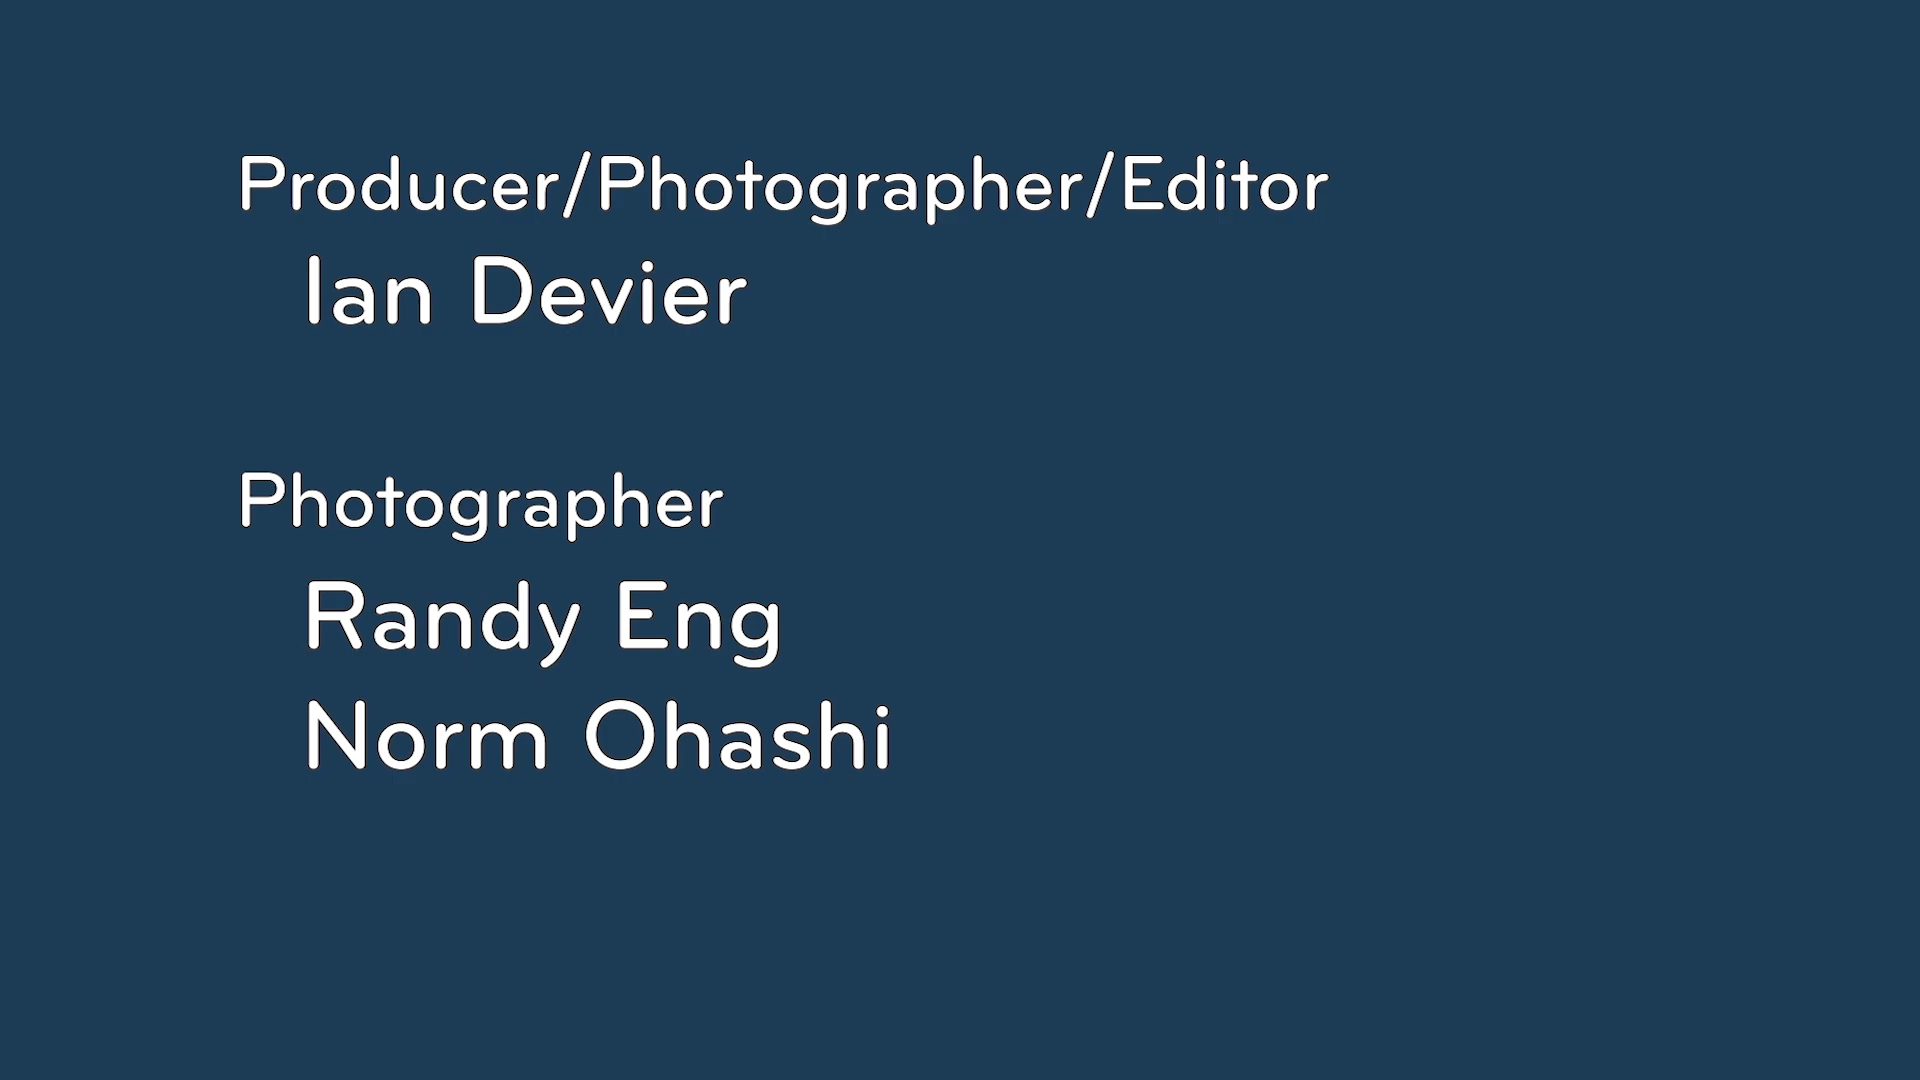 Producer/Photographer/Editor
Ian Devier
Photographer
Randy Eng
Norm Ohashi